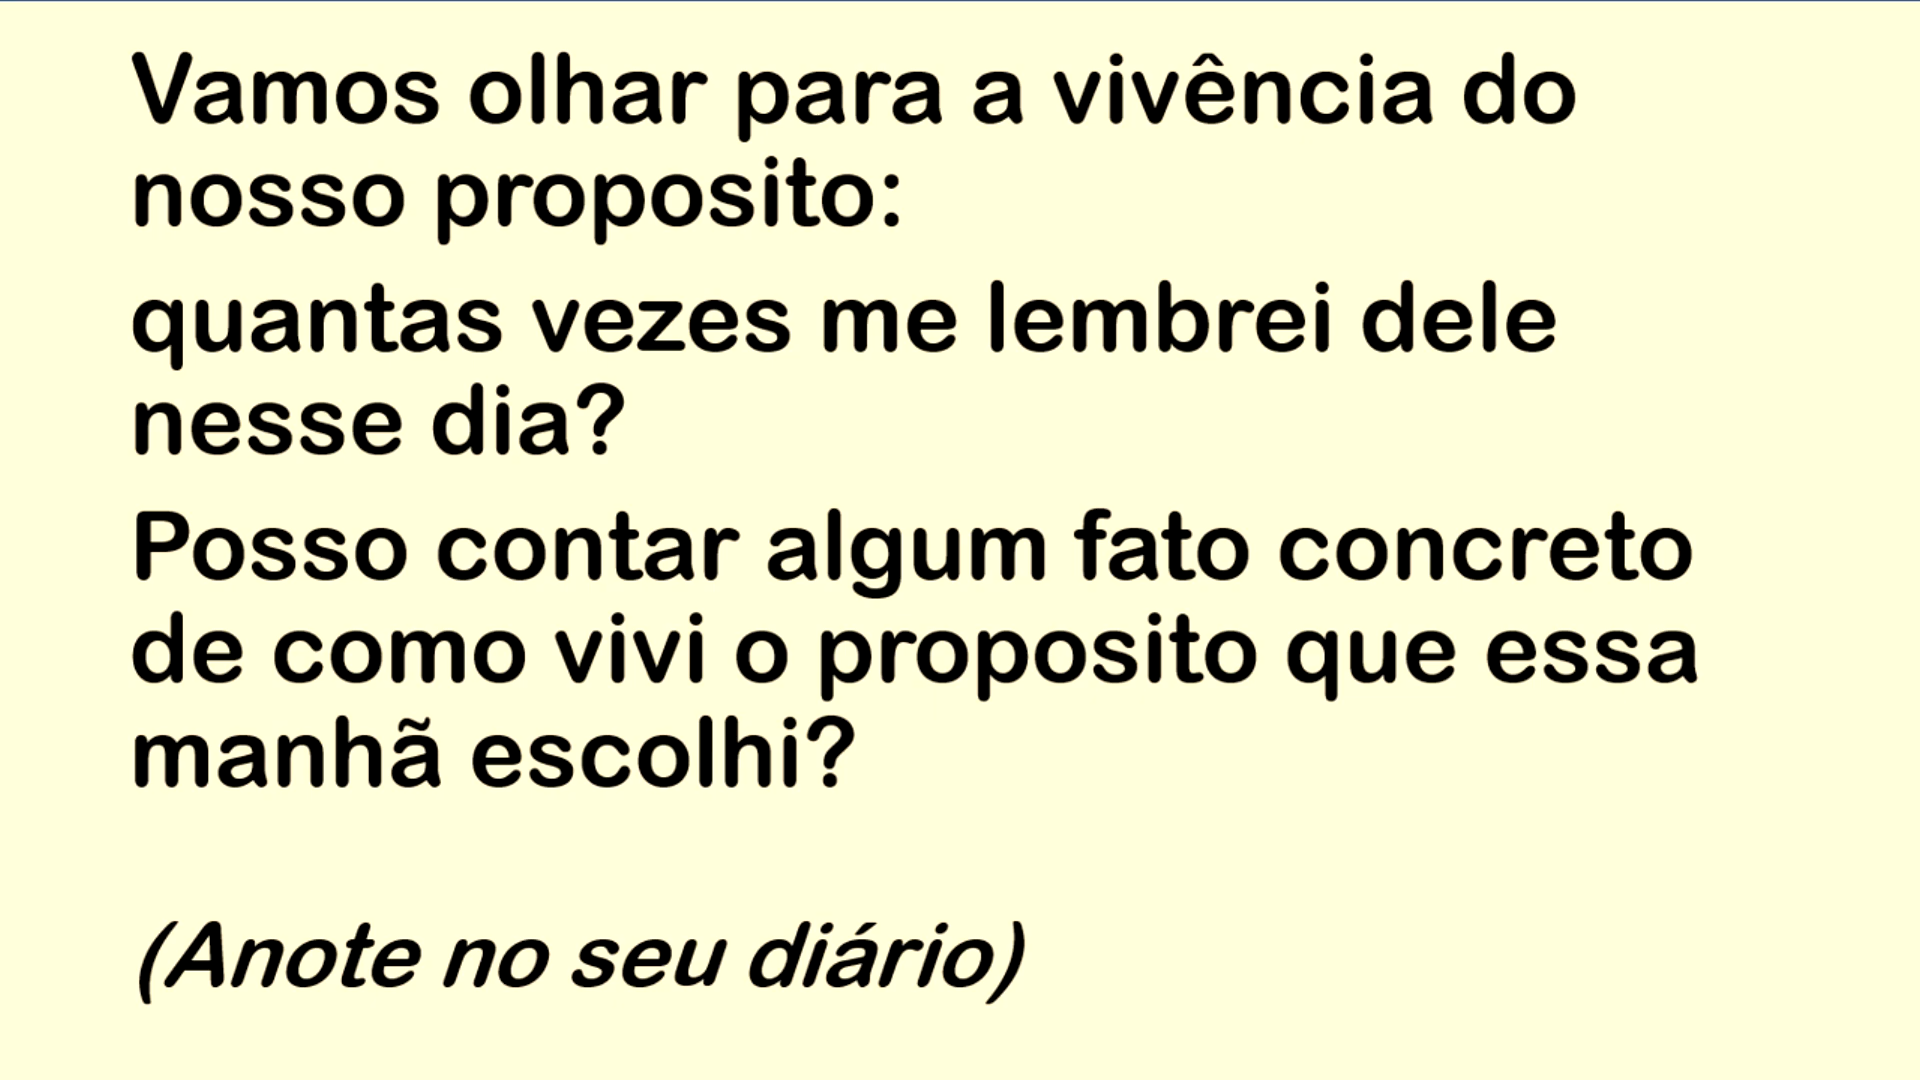 Vamos olhar para a vivência do
nosso proposito:
quantas vezes me lembrei dele
nesse dia?
Posso contar algum fato concreto
de como vivi o proposito que essa
manhã escolhi?
(Anote no seu diário)